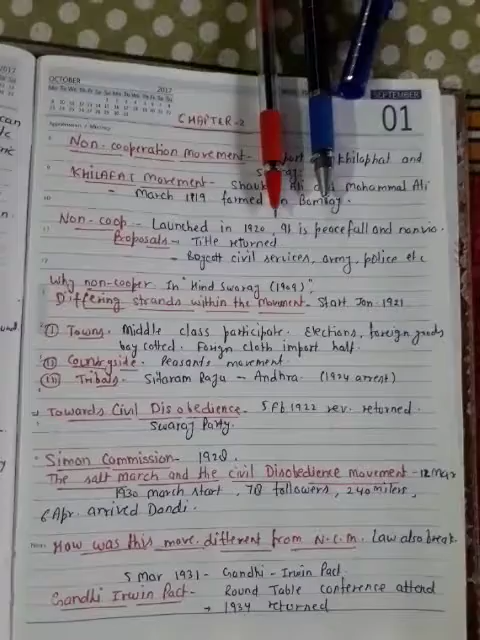 OCTOBER 2017
SEPTEMBER
01
Appointment / Meeting
CHAPTER-2
Non-cooperation movement - khilaphat and
swaraj.
KHILAFAT Movement - Shaukat Ali and Mohammal Ali
- March 1919 formed in Bombay.
Non-coop - Launched in 1920, It is peacefull and nonvio.
Proposals - Title returned
- Boycott civil services, army, police etc
Why non-cooper. In "Hind Swaraj (1909)".
Differing strands within the Movement - Start Jan. 1921
(i) Towns. Middle class participate. Elections, foreign goods
boycotted. Foreign cloth import half.
(ii) Countryside. Peasants movement.
(iii) Tribals - Sitaram Raju - Andhra. (1924 arrest)
Towards Civil Disobedience - 5 Feb 1922 rev. returned.
Swaraj Party.
Simon Commission - 1928.
The salt march and the civil Disobedience movement - 12 Mar
1930 march start, 78 followers, 240 miles,
6 Apr. arrived Dandi.
Notes
How was this move. different from N.C.M. Law also break
5 Mar 1931 - Gandhi-Irwin Pact.
Gandhi Irwin Pact - Round Table conference attend
→ 1934 returned